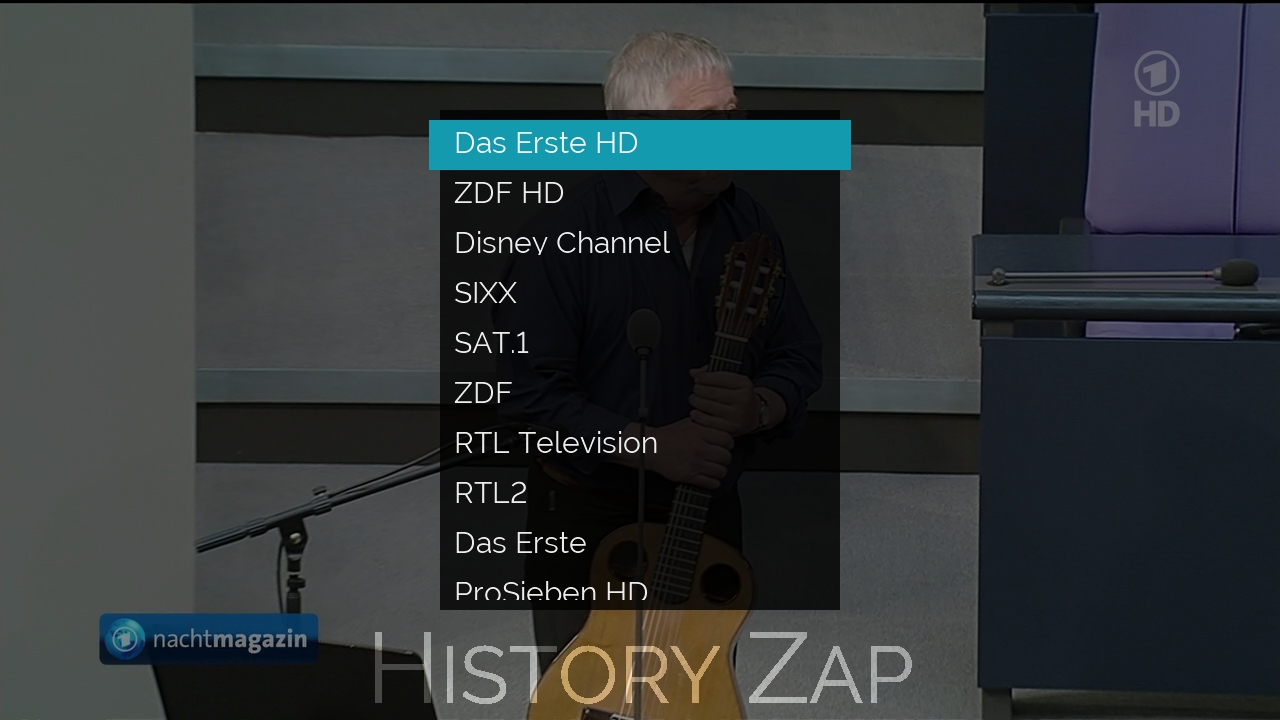 1
HD
Das Erste HD
ZDF HD
Disney Channel
SIXX
SAT.1
ZDF
RTL Television
RTL2
Das Erste
ProSieben HD
nachtmagazin
HISTORY ZAP